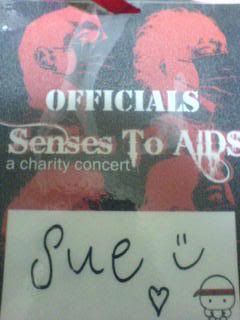 OFFICIALS
Senses To AIDS
a charity concert
Sue